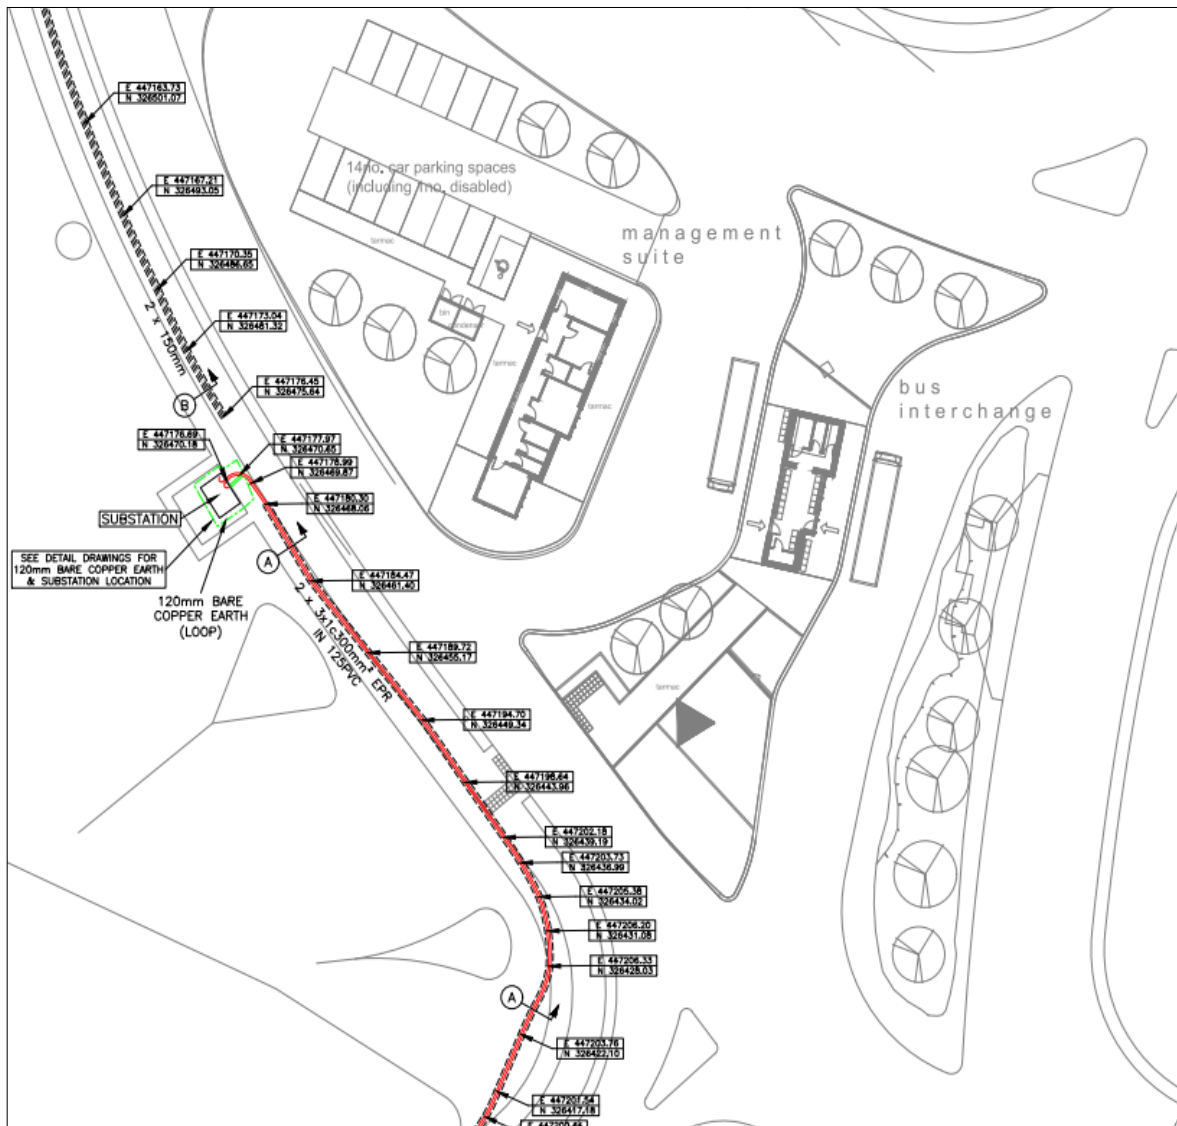 E 447163.73
N 326501.07
E 447167.21
N 326493.05
E 447170.35
N 326486.65
E 447173.04
N 326481.32
2 x 150mm
E 447176.45
N 326475.64
B
E 447176.69
N 326470.18
E 447177.97
N 326470.65
E 447178.99
N 326469.87
E 447180.30
N 326468.06
SUBSTATION
A
SEE DETAIL DRAWINGS FOR
120mm BARE COPPER EARTH
& SUBSTATION LOCATION
120mm BARE
COPPER EARTH
(LOOP)
E 447184.47
N 326461.40
2 x 3x1c300mm² EPR
IN 125PVC
E 447189.72
N 326455.17
E 447194.70
N 326449.34
E 447198.64
N 326443.96
E 447202.18
N 326439.19
E 447203.73
N 326436.99
E 447205.38
N 326434.02
E 447206.20
N 326431.08
E 447206.33
N 326428.03
A
E 447203.76
N 326422.10
E 447201.54
N 326417.18
14no. car parking spaces
(including 1no. disabled)
tarmac
management
suite
bin
condenser
tarmac
tarmac
bus
interchange
tarmac